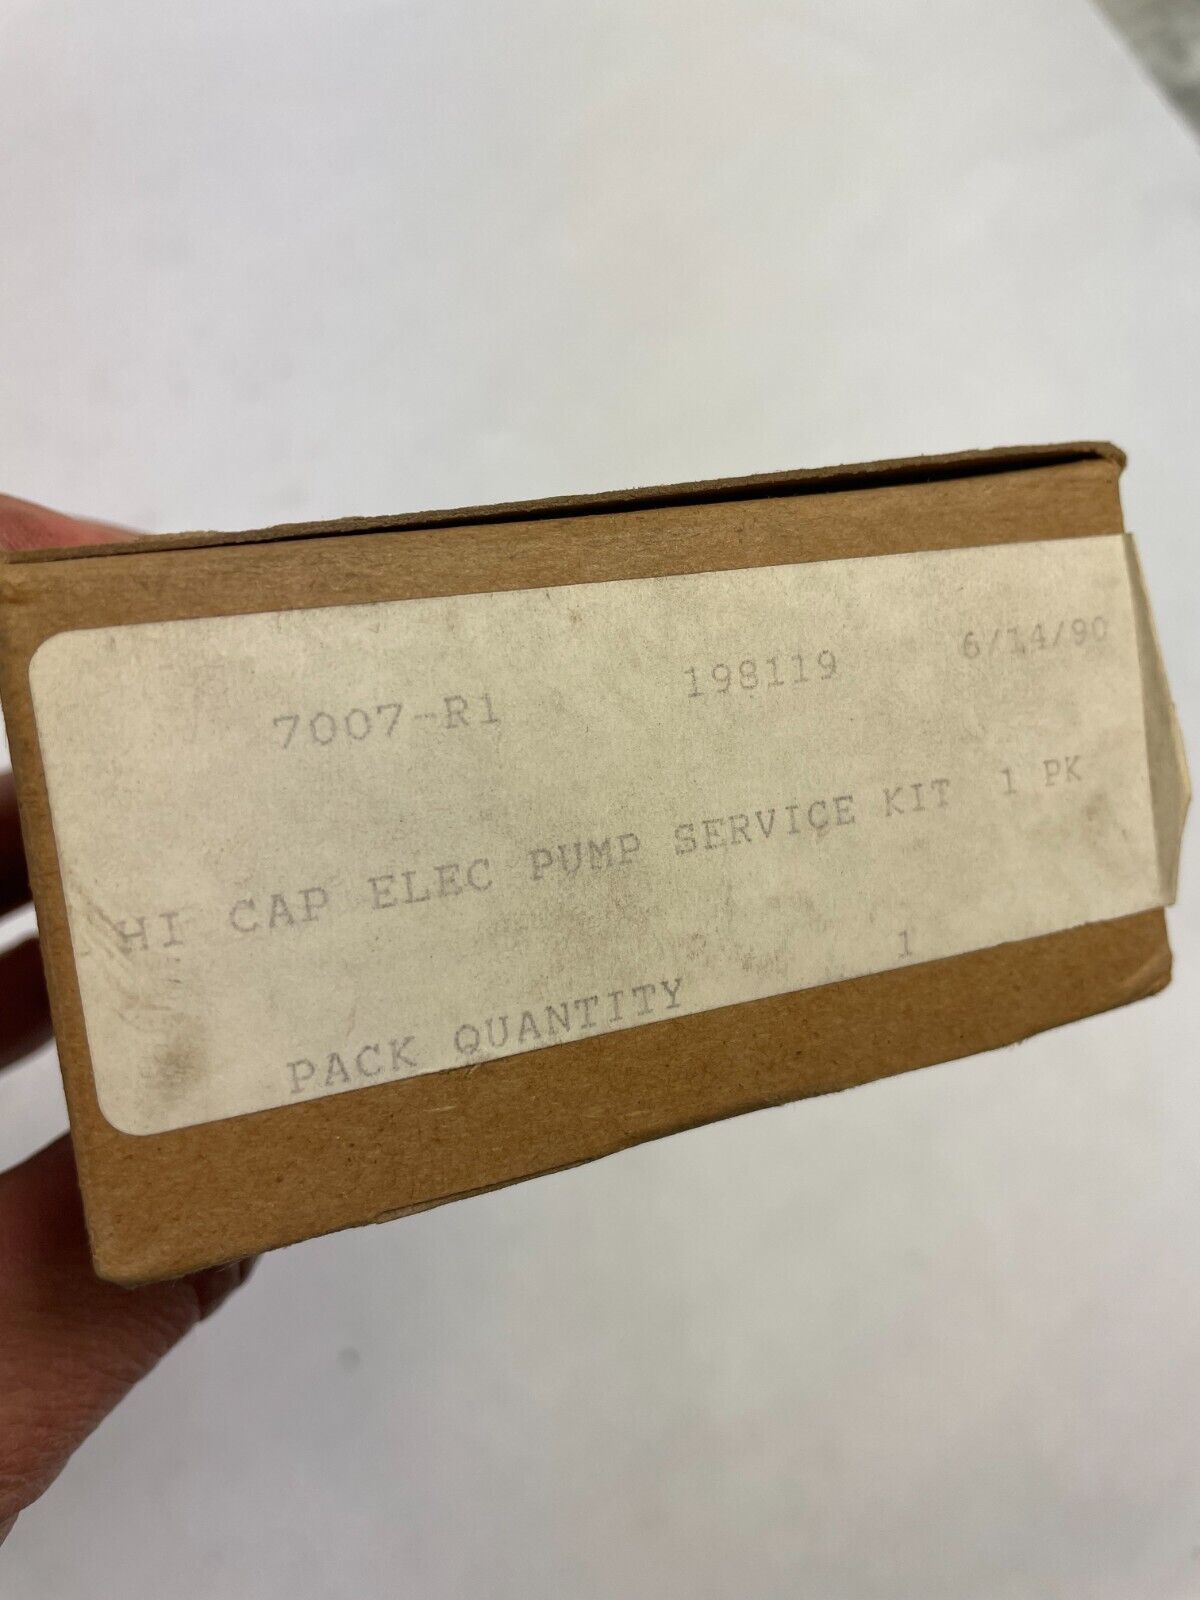 7007-R1 198119 6/14/90
HI CAP ELEC PUMP SERVICE KIT 1 PK
PACK QUANTITY 1